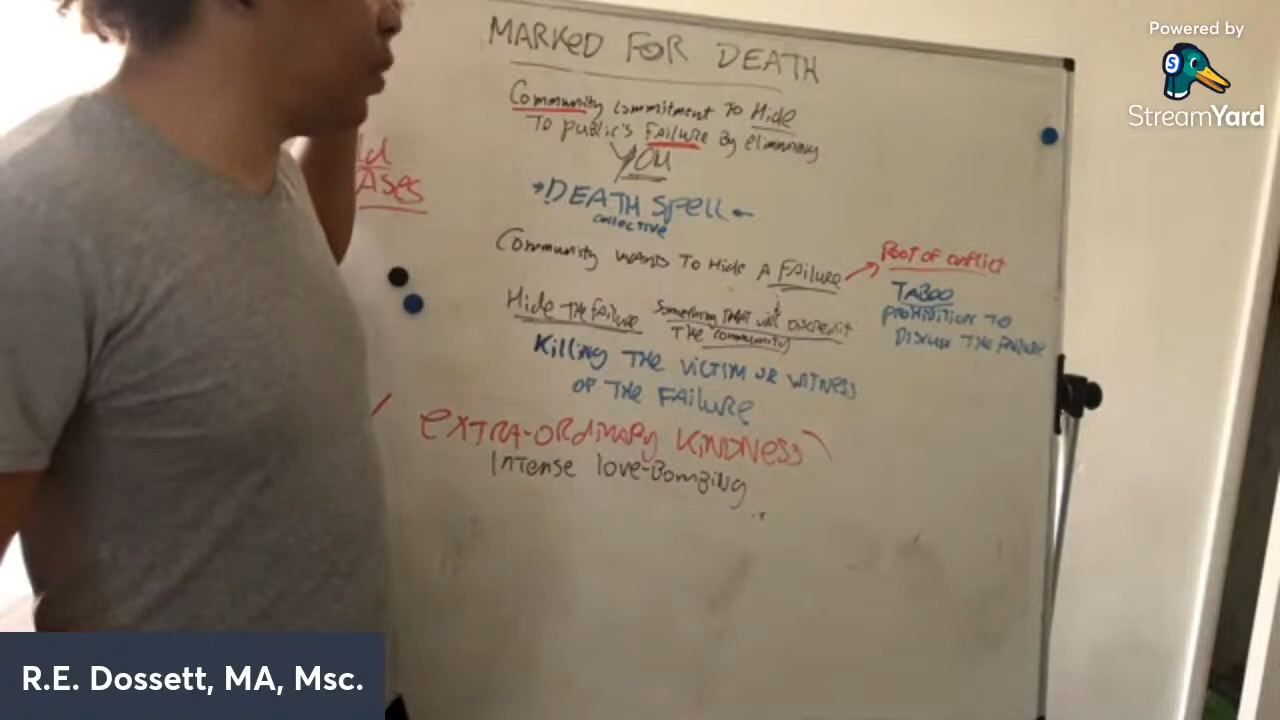 Powered by
StreamYard
MARKED FOR DEATH
Community commitment to Hide
to public's Failure by elimining
YOU
DEATH Spell
collective
Community wants to Hide a Failure
Root of conflict
TABOO
prohibition to
Discuss the failure
Hide the Failure
Something that will Discredit
the community
Killing the victim or witness
of the Failure
extra-ordinary Kindness
Intense love-Bombing
ld
ases
R.E. Dossett, MA, Msc.